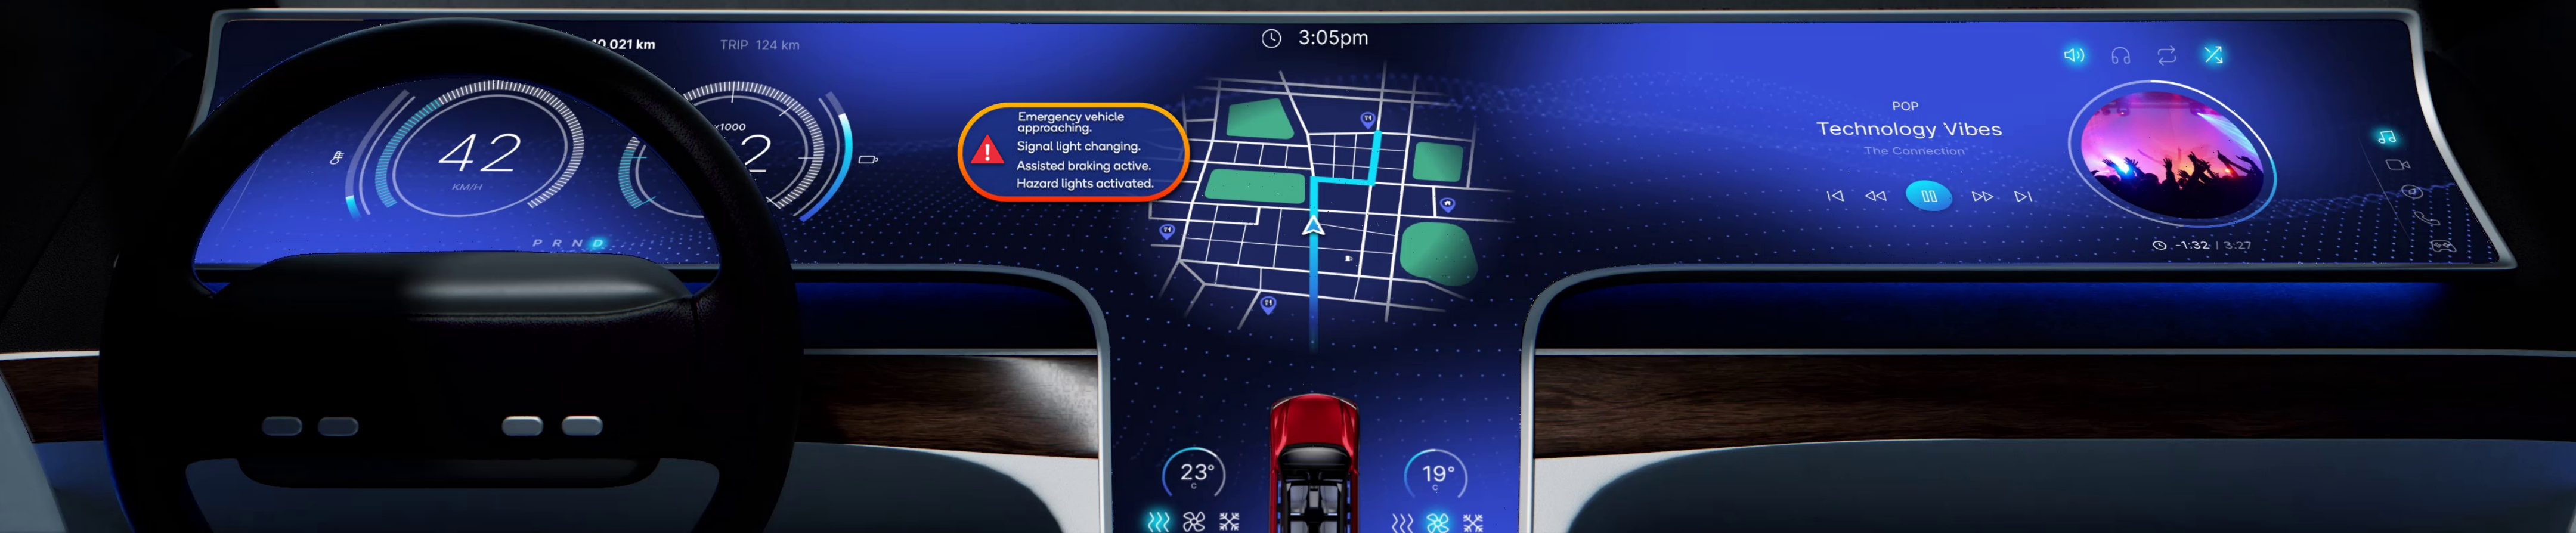 021 km
TRIP 124 km
3:05pm
42
KM/H
x1000
2
P R N D
Emergency vehicle
approaching.
Signal light changing.
Assisted braking active.
Hazard lights activated.
POP
Technology Vibes
The Connection
-1:32 | 3:27
23°
C
19°
C